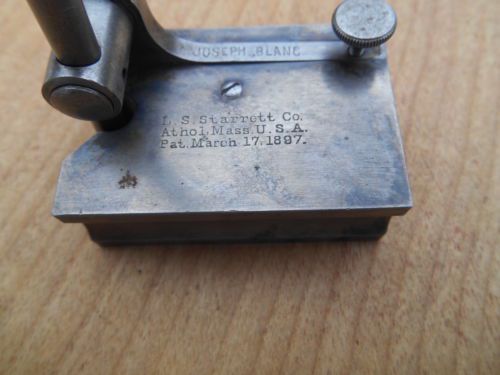 JOSEPH BLANC
L. S. Starrett Co.
Athol, Mass. U.S.A.
Pat. March 17, 1897.